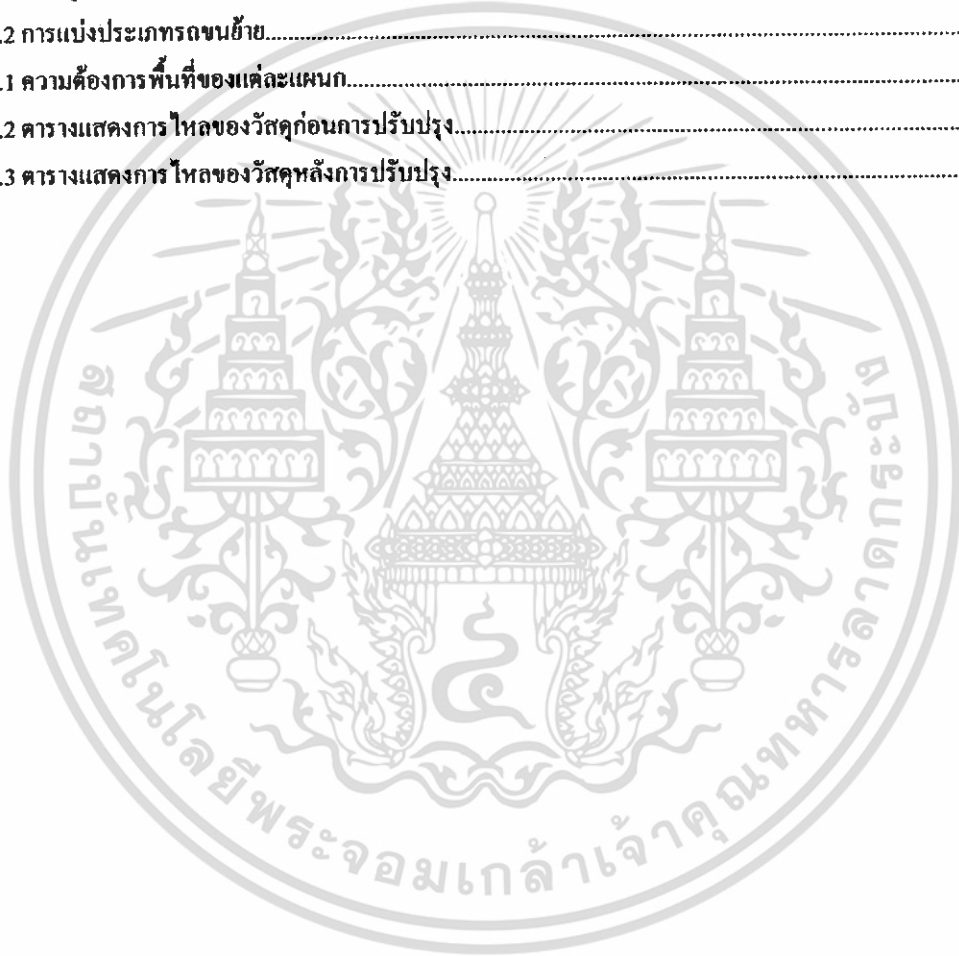 .2 การแบ่งประเภทรถขนย้าย
.1 ความต้องการพื้นที่ของแต่ละแผนก
.2 ตารางแสดงการไหลของวัสดุก่อนการปรับปรุง
.3 ตารางแสดงการไหลของวัสดุหลังการปรับปรุง
สถาบันเทคโนโลยีพระจอมเกล้าเจ้าคุณทหารลาดกระบัง